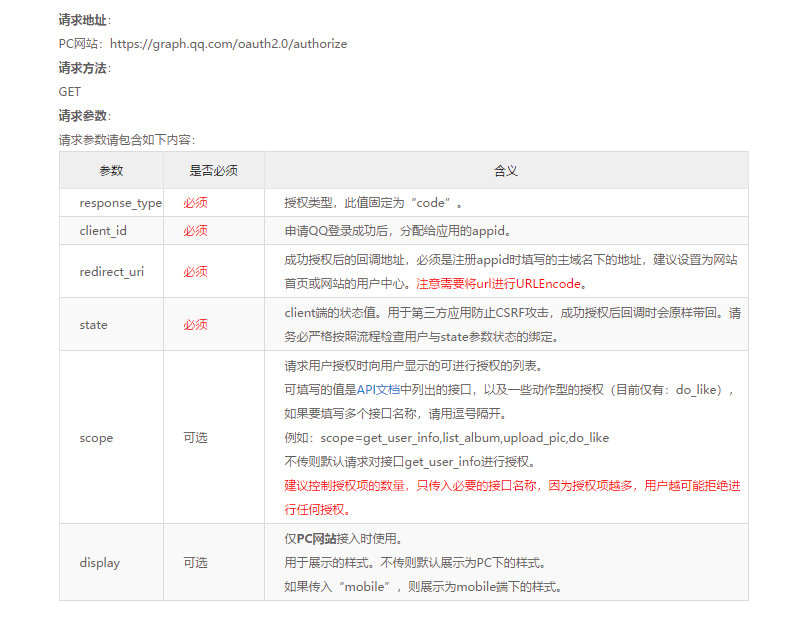 请求地址：
PC网站：https://graph.qq.com/oauth2.0/authorize
请求方法：
GET
请求参数：
请求参数请包含如下内容：
参数 是否必须 含义
response_type 必须 授权类型，此值固定为“code”。
client_id 必须 申请QQ登录成功后，分配给应用的appid。
redirect_uri 必须 成功授权后的回调地址，必须是注册appid时填写的主域名下的地址，建议设置为网站
首页或网站的用户中心。注意需要将url进行URLEncode。
state 必须 client端的状态值。用于第三方应用防止CSRF攻击，成功授权后回调时会原样带回。请
务必严格按照流程检查用户与state参数状态的绑定。
scope 可选 请求用户授权时向用户显示的可进行授权的列表。
可填写的值是API文档中列出的接口，以及一些动作型的授权（目前仅有：do_like），
如果要填写多个接口名称，请用逗号隔开。
例如：scope=get_user_info,list_album,upload_pic,do_like
不传则默认请求对接口get_user_info进行授权。
建议控制授权项的数量，只传入必要的接口名称，因为授权项越多，用户越可能拒绝进
行任何授权。
display 可选 仅PC网站接入时使用。
用于展示的样式。不传则默认展示为PC下的样式。
如果传入“mobile”，则展示为mobile端下的样式。